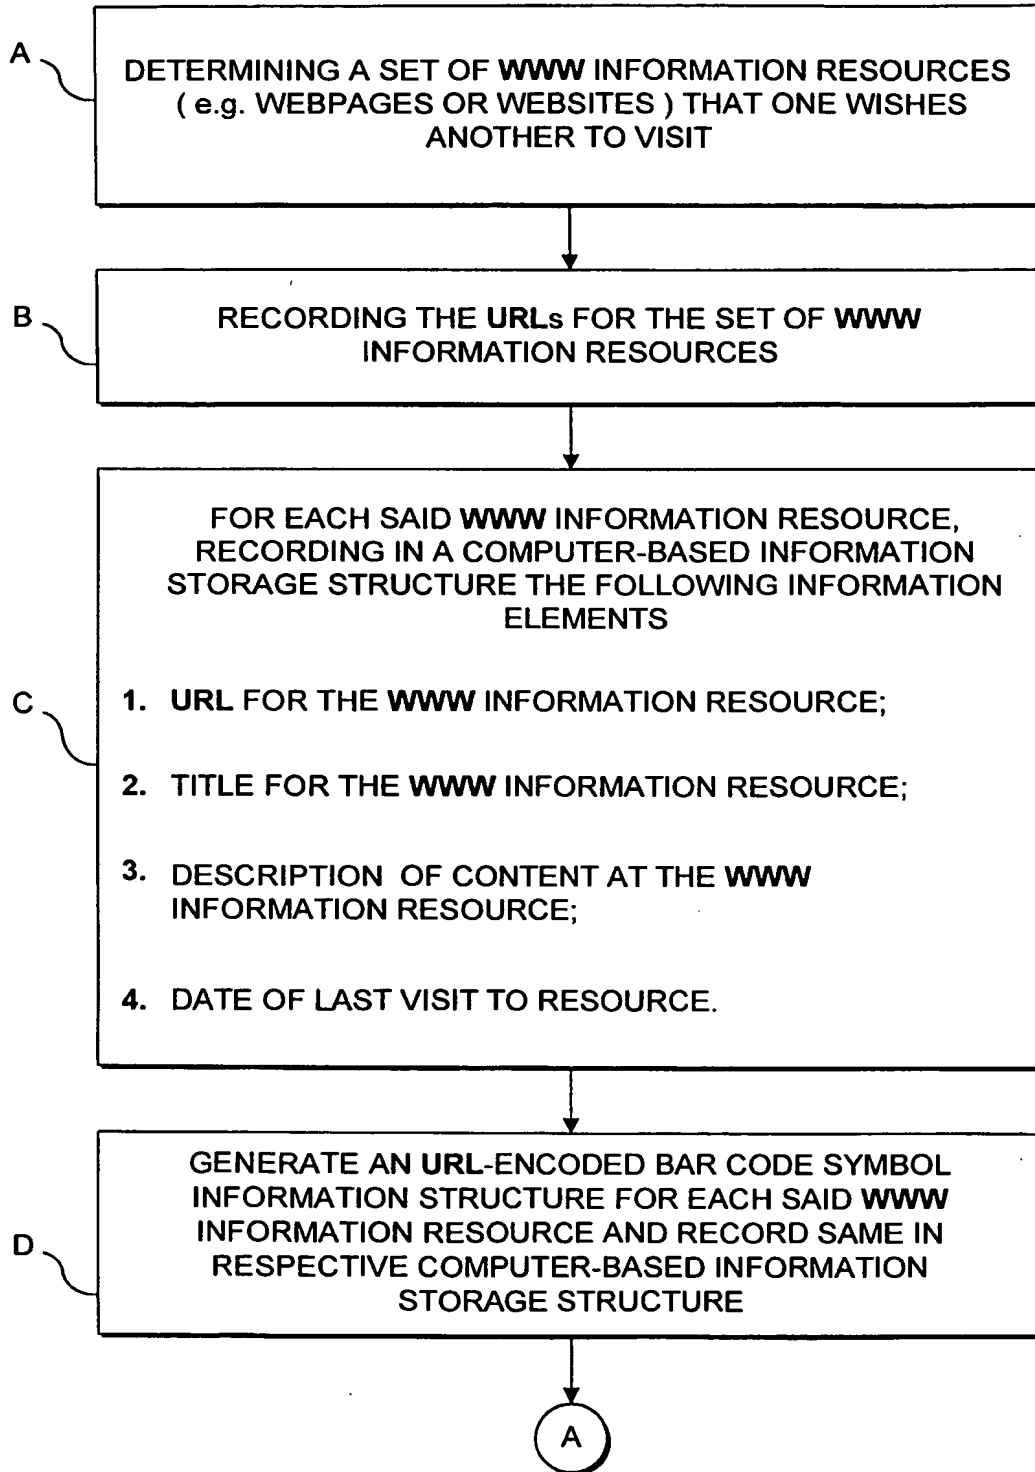 A
DETERMINING A SET OF WWW INFORMATION RESOURCES
( e.g. WEBPAGES OR WEBSITES ) THAT ONE WISHES
ANOTHER TO VISIT
B
RECORDING THE URLs FOR THE SET OF WWW
INFORMATION RESOURCES
C
FOR EACH SAID WWW INFORMATION RESOURCE,
RECORDING IN A COMPUTER-BASED INFORMATION
STORAGE STRUCTURE THE FOLLOWING INFORMATION
ELEMENTS
1. URL FOR THE WWW INFORMATION RESOURCE;
2. TITLE FOR THE WWW INFORMATION RESOURCE;
3. DESCRIPTION OF CONTENT AT THE WWW
INFORMATION RESOURCE;
4. DATE OF LAST VISIT TO RESOURCE.
D
GENERATE AN URL-ENCODED BAR CODE SYMBOL
INFORMATION STRUCTURE FOR EACH SAID WWW
INFORMATION RESOURCE AND RECORD SAME IN
RESPECTIVE COMPUTER-BASED INFORMATION
STORAGE STRUCTURE
A